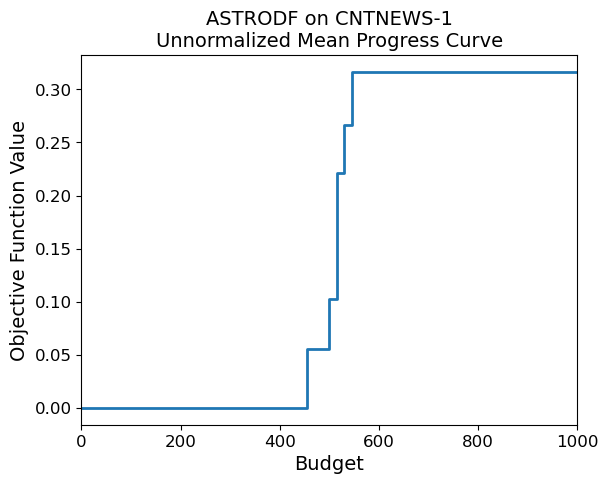 ASTRODF on CNTNEWS-1
Unnormalized Mean Progress Curve
Objective Function Value
0.30
0.25
0.20
0.15
0.10
0.05
0.00
0 200 400 600 800 1000
Budget